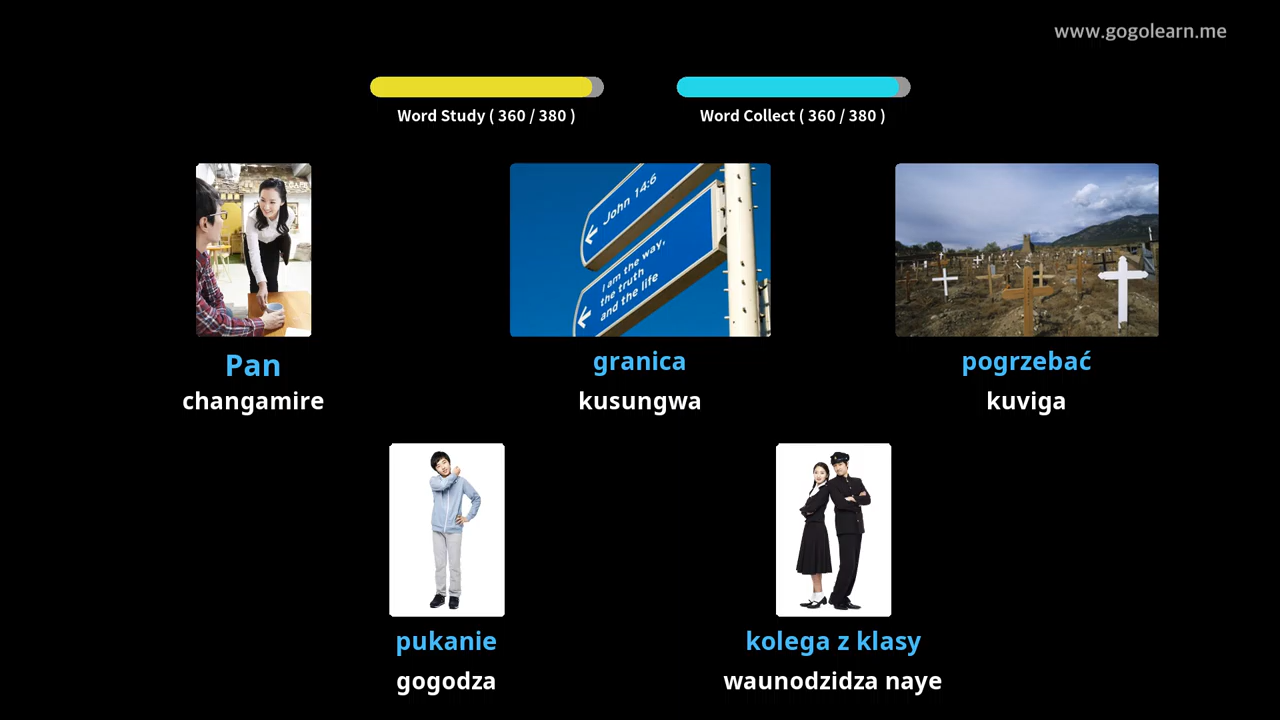 www.gogolearn.me
Word Study ( 360 / 380 )
Word Collect ( 360 / 380 )
John 14:6
I am the way,
the truth
and the life
Pan
changamire
granica
kusungwa
pogrzebać
kuviga
pukanie
gogodza
kolega z klasy
waunodzidza naye